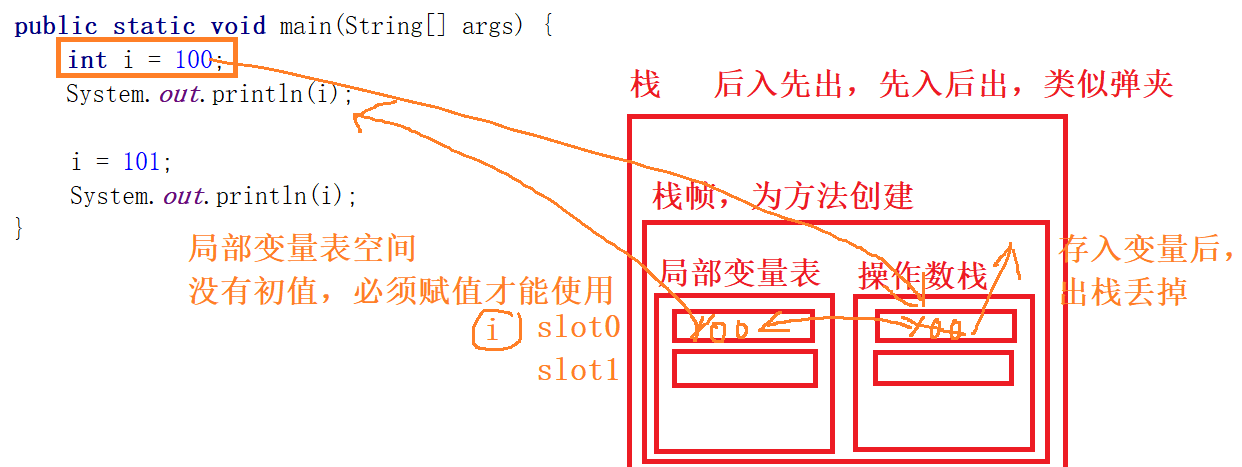 public static void main(String[] args) {
int i = 100;
System.out.println(i);
i = 101;
System.out.println(i);
}
栈 后入先出，先入后出，类似弹夹
栈帧，为方法创建
局部变量表空间
没有初值，必须赋值才能使用
局部变量表
操作数栈
存入变量后，
出栈丢掉
i slot0
100
100
slot1